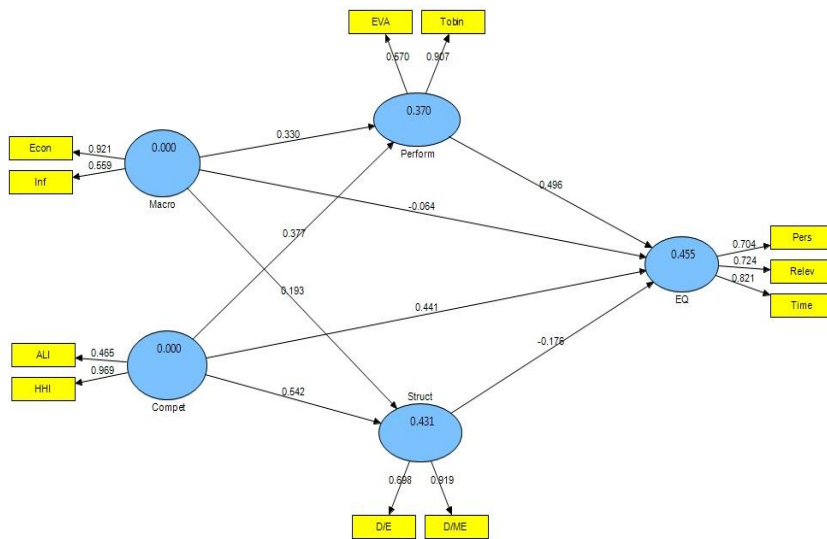 EVA
Tobin
0.570
0.907
0.370
Perform
Econ
0.921
0.000
0.330
Inf
0.559
Macro
-0.064
0.496
0.377
0.193
Pers
0.704
0.455
Relev
0.724
0.821
EQ
Time
0.441
ALI
0.465
0.000
HHI
0.969
Compet
0.542
-0.176
Struct
0.431
0.698
0.919
D/E
D/ME